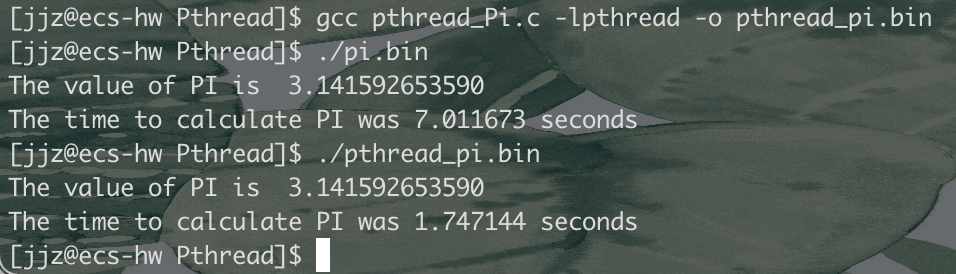 [jjz@ecs-hw Pthread]$ gcc pthread_Pi.c -lpthread -o pthread_pi.bin
[jjz@ecs-hw Pthread]$ ./pi.bin
The value of PI is  3.141592653590
The time to calculate PI was 7.011673 seconds
[jjz@ecs-hw Pthread]$ ./pthread_pi.bin
The value of PI is  3.141592653590
The time to calculate PI was 1.747144 seconds
[jjz@ecs-hw Pthread]$